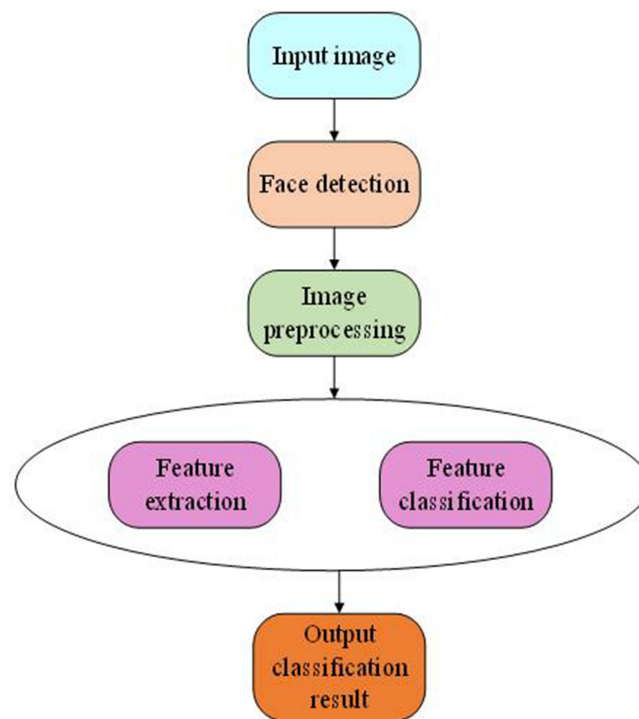 Input image
Face detection
Image
preprocessing
Feature
extraction
Feature
classification
Output
classification
result